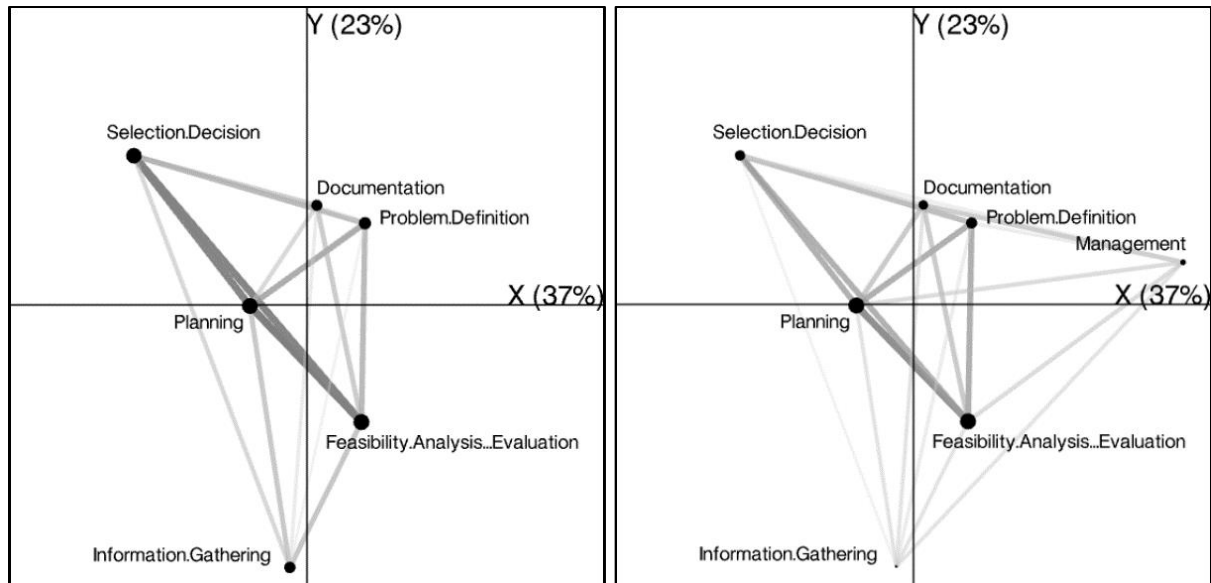 Y (23%)
Selection.Decision
Documentation
Problem.Definition
X (37%)
Planning
Feasibility.Analysis...Evaluation
Information.Gathering
Y (23%)
Selection.Decision
Documentation
Problem.Definition
Management
X (37%)
Planning
Feasibility.Analysis...Evaluation
Information.Gathering